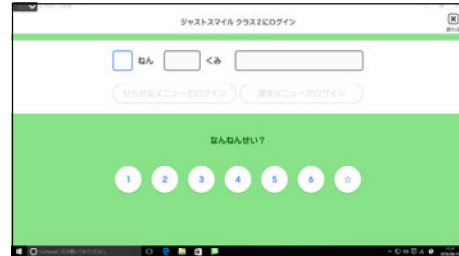 ジャストスマイル クラス2にログイン
ねん くみ
ひらがなメニューでログイン 漢字メニューでログイン
なんねんせい？
1 2 3 4 5 6 ☆